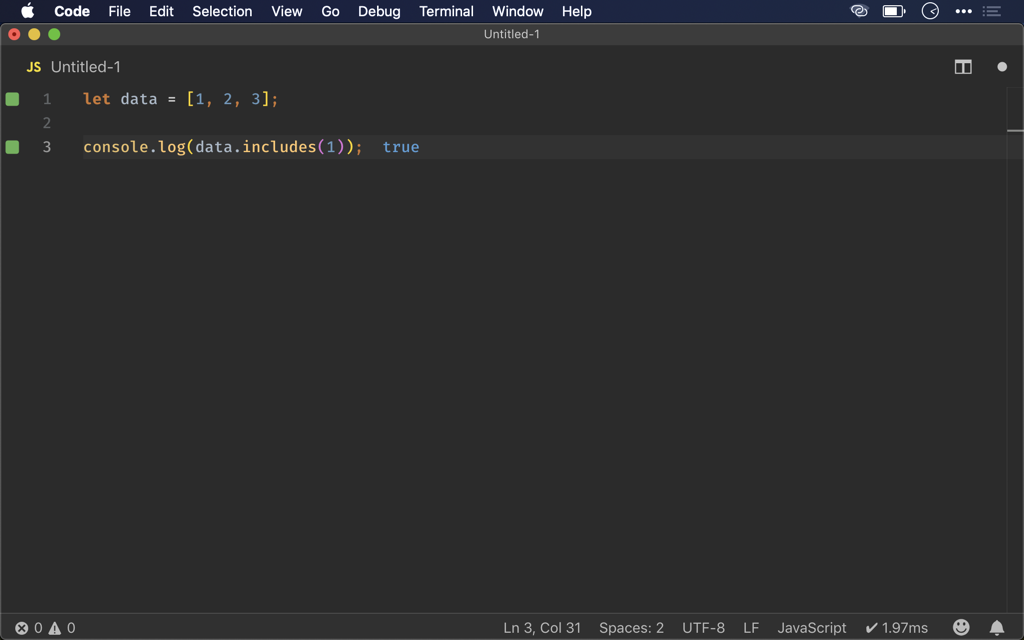 Code File Edit Selection View Go Debug Terminal Window Help
Untitled-1
JS Untitled-1
1 let data = [1, 2, 3];
2
3 console.log(data.includes(1)); true
0 0 Ln 3, Col 31 Spaces: 2 UTF-8 LF JavaScript ✔ 1.97ms